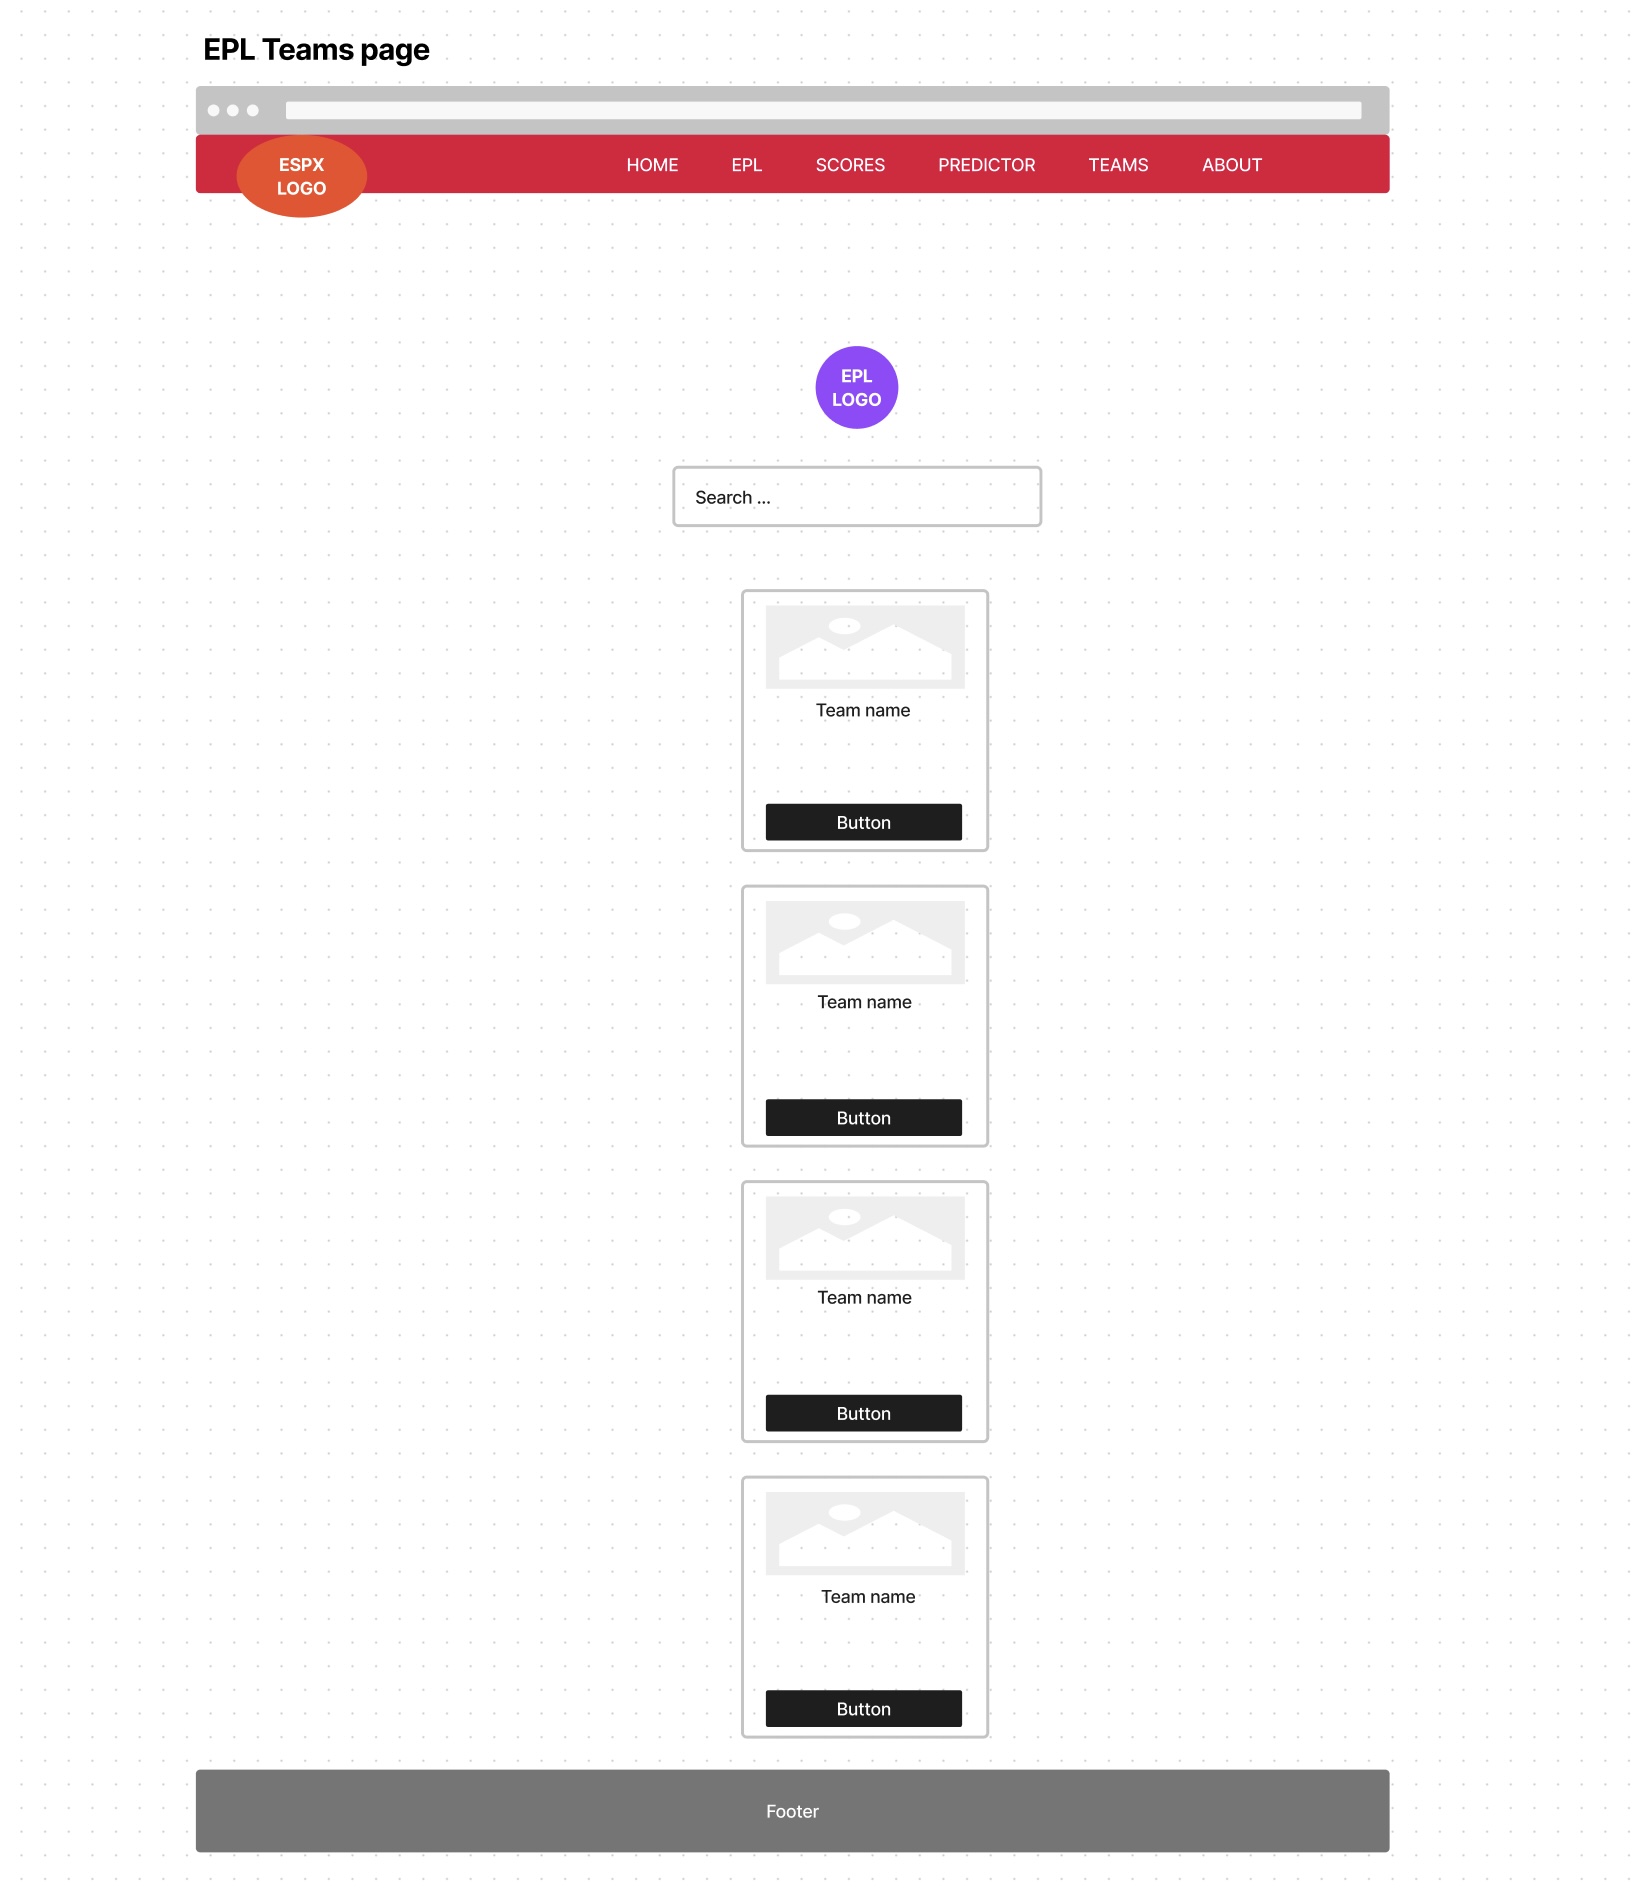 EPL Teams page
ESPX
LOGO
HOME EPL SCORES PREDICTOR TEAMS ABOUT
EPL
LOGO
Search ...
Team name
Button
Team name
Button
Team name
Button
Team name
Button
Footer